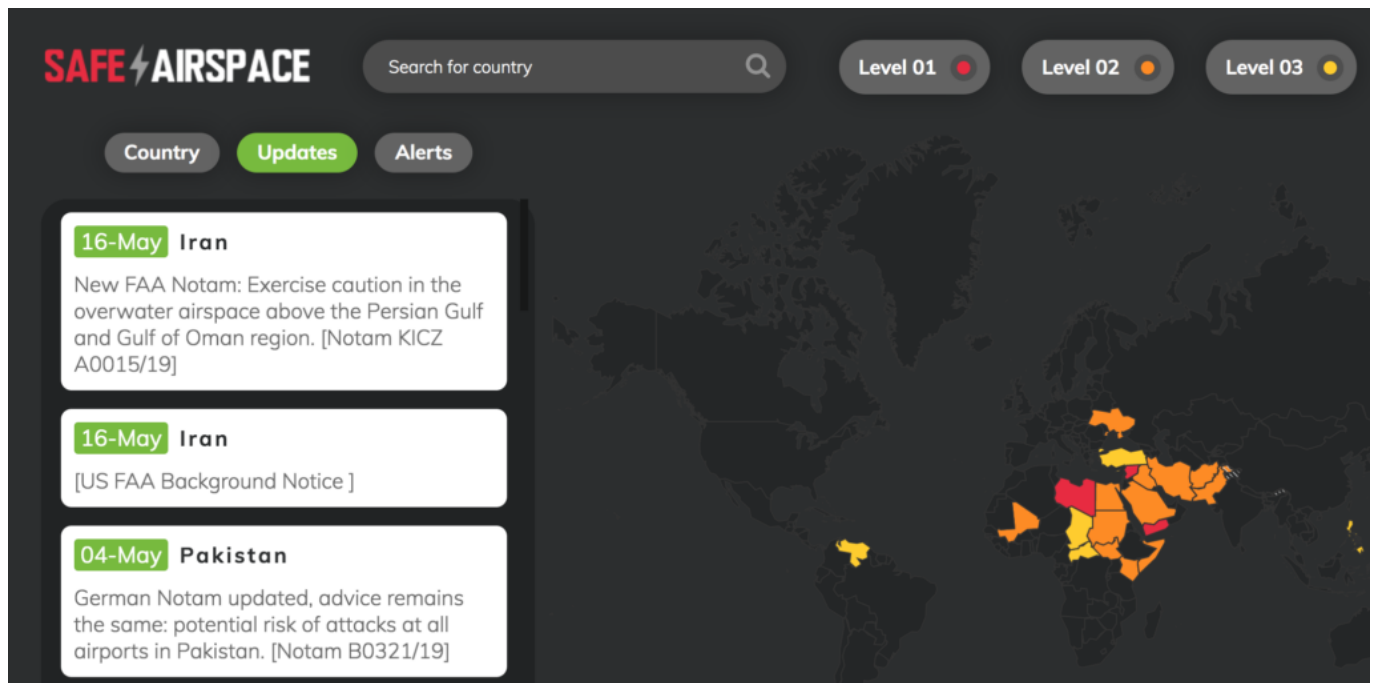 SAFE AIRSPACE
Search for country
Level 01
Level 02
Level 03
Country
Updates
Alerts
16-May Iran
New FAA Notam: Exercise caution in the
overwater airspace above the Persian Gulf
and Gulf of Oman region. [Notam KICZ
A0015/19]
16-May Iran
[US FAA Background Notice ]
04-May Pakistan
German Notam updated, advice remains
the same: potential risk of attacks at all
airports in Pakistan. [Notam B0321/19]